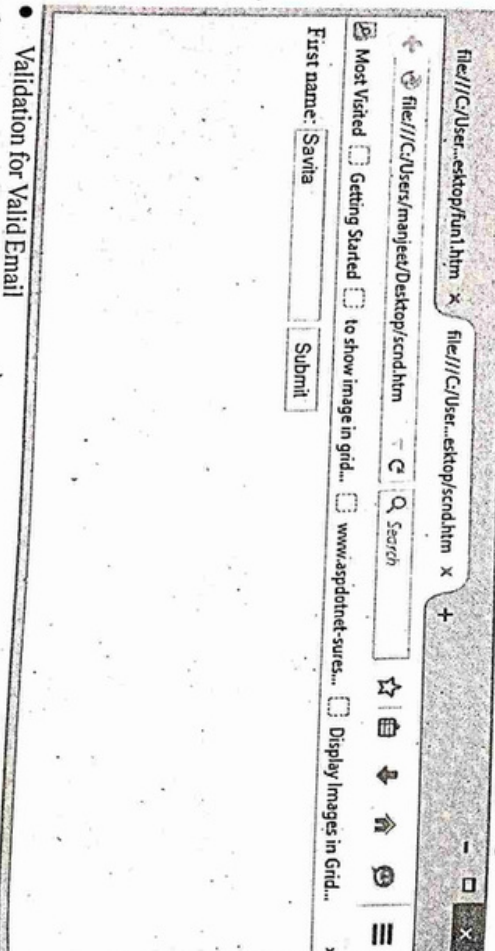 file:///C:/User...esktop/fun1.htm × file:///C:/User...esktop/scnd.htm × +
file:///C:/Users/manjeet/Desktop/scnd.htm Search
Most Visited Getting Started to show image in grid... www.aspdotnet-sures... Display Images in Grid...
First name: Savita Submit
• Validation for Valid Email